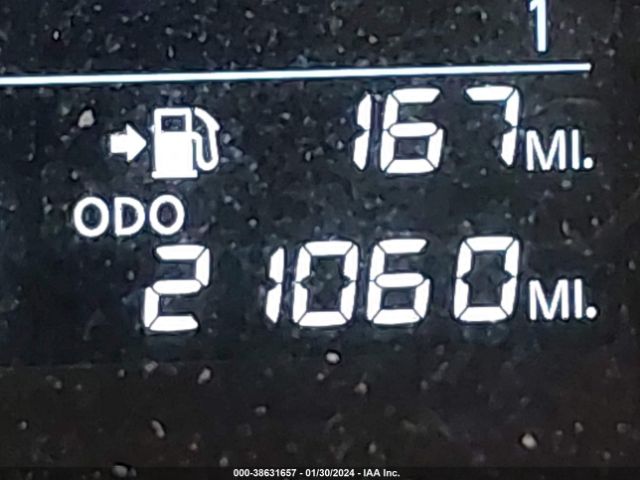 1
167 MI.
ODO
21060 MI.
000-38631657 - 01/30/2024 - IAA Inc.